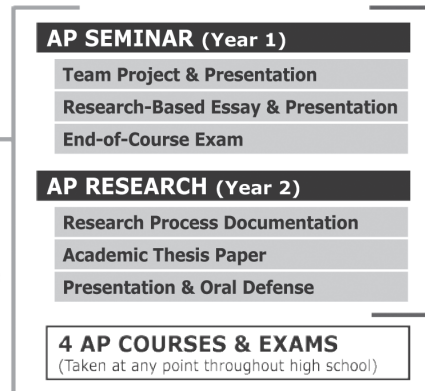 AP SEMINAR (Year 1)
Team Project & Presentation
Research-Based Essay & Presentation
End-of-Course Exam
AP RESEARCH (Year 2)
Research Process Documentation
Academic Thesis Paper
Presentation & Oral Defense
4 AP COURSES & EXAMS
(Taken at any point throughout high school)